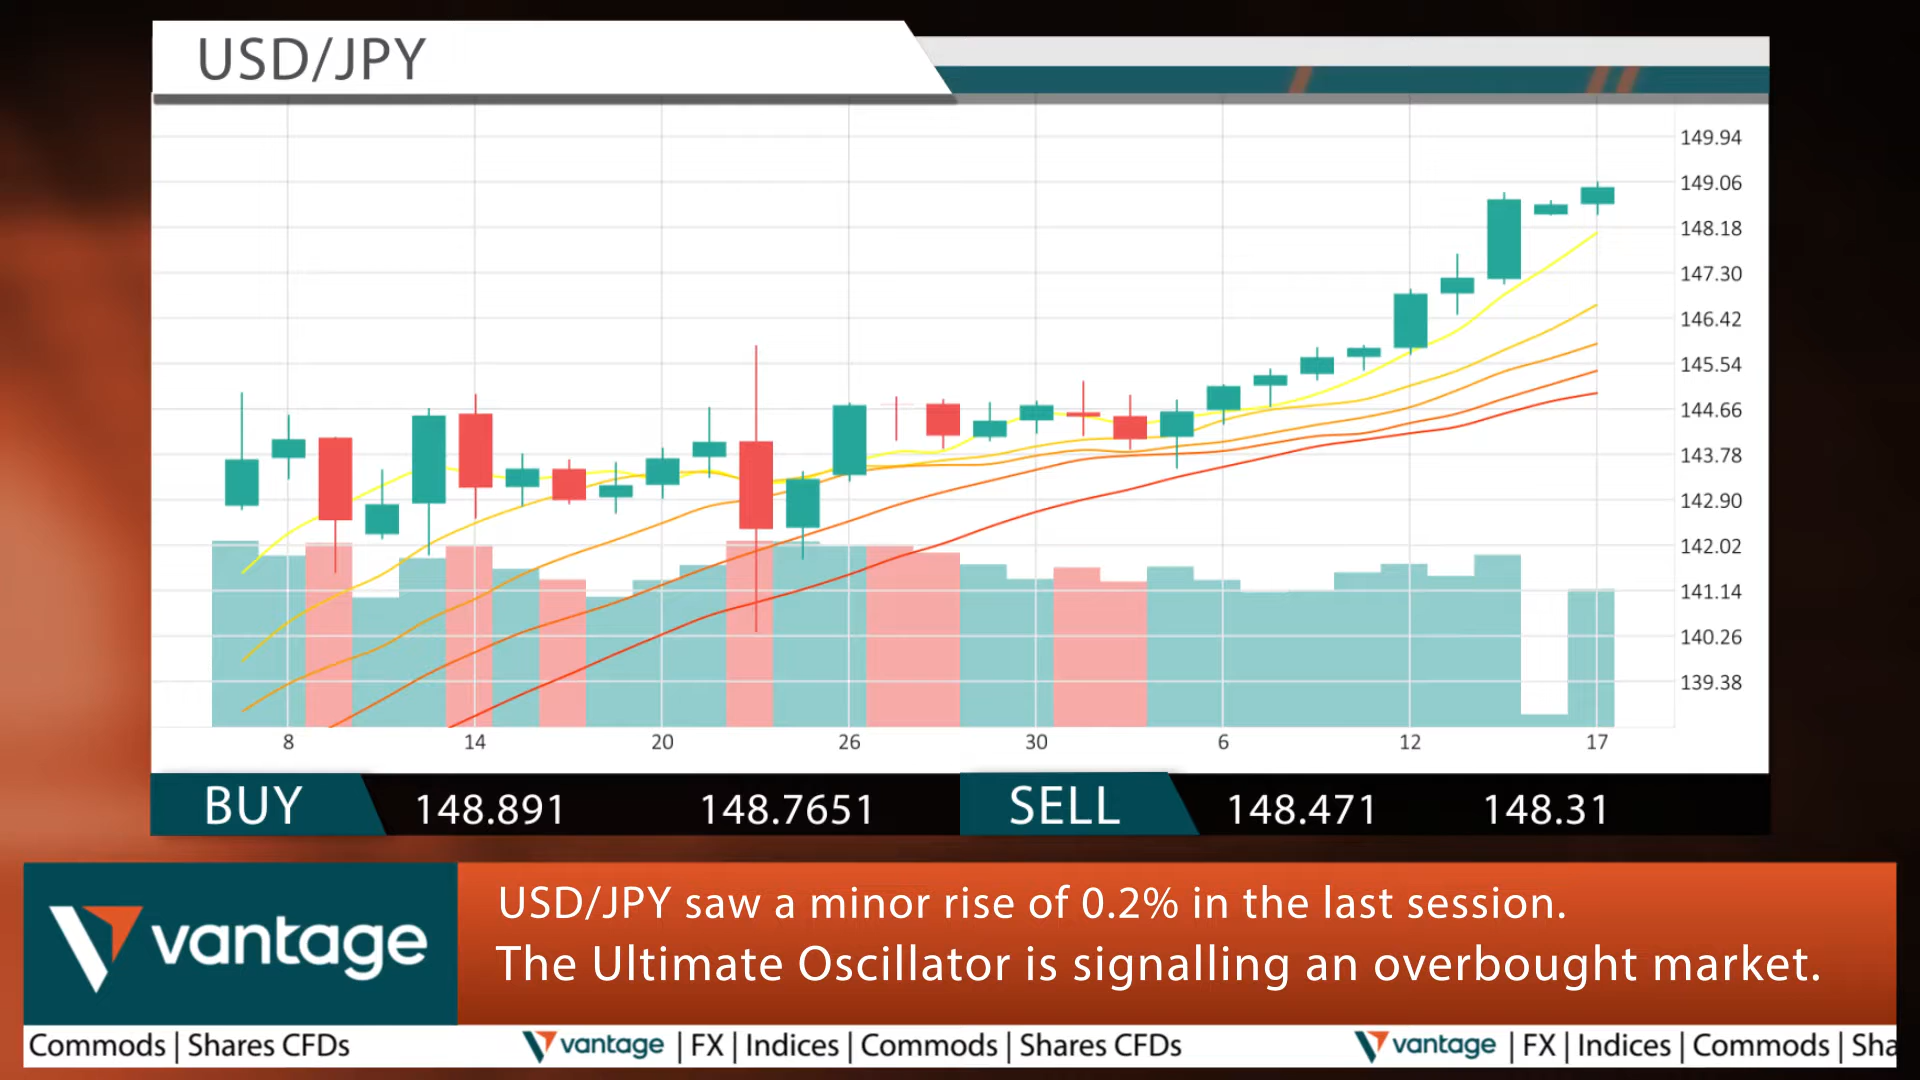 USD/JPY
149.94
149.06
148.18
147.30
146.42
145.54
144.66
143.78
142.90
142.02
141.14
140.26
139.38
8 14 20 26 30 6 12 17
BUY 148.891 148.7651 SELL 148.471 148.31
vantage
USD/JPY saw a minor rise of 0.2% in the last session.
The Ultimate Oscillator is signalling an overbought market.
Commods | Shares CFDs vantage | FX | Indices | Commods | Shares CFDs vantage | FX | Indices | Commods | Sha